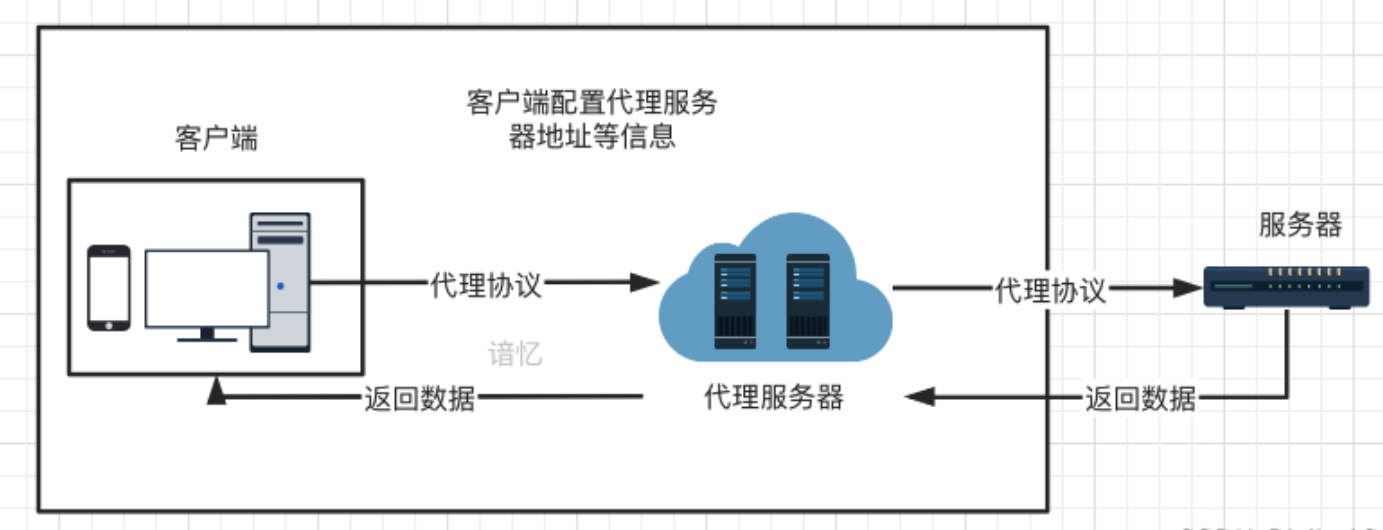 客户端配置代理服务
器地址等信息
客户端
服务器
代理协议
代理协议
谙忆
返回数据
代理服务器
返回数据